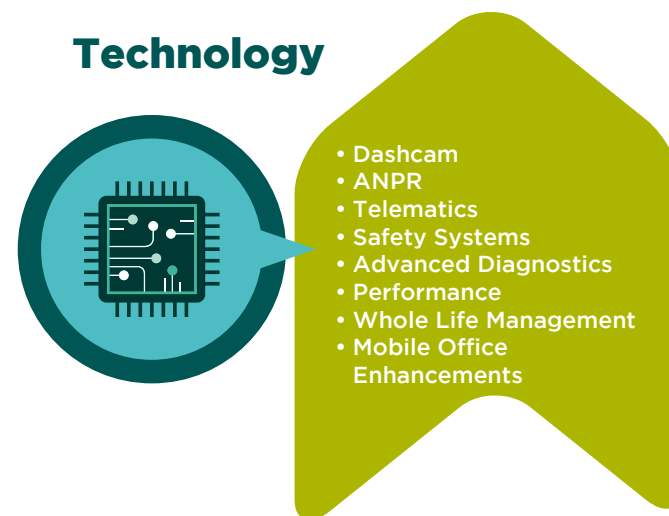 Technology
• Dashcam
• ANPR
• Telematics
• Safety Systems
• Advanced Diagnostics
• Performance
• Whole Life Management
• Mobile Office
Enhancements